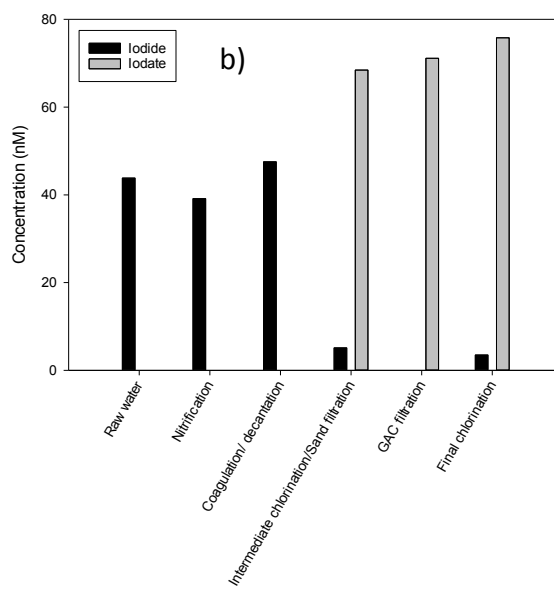 Iodide
Iodate
b)
Concentration (nM)
80
60
40
20
0
Raw water
Nitrification
Coagulation/ decantation
Intermediate chlorination/Sand filtration
GAC filtration
Final chlorination